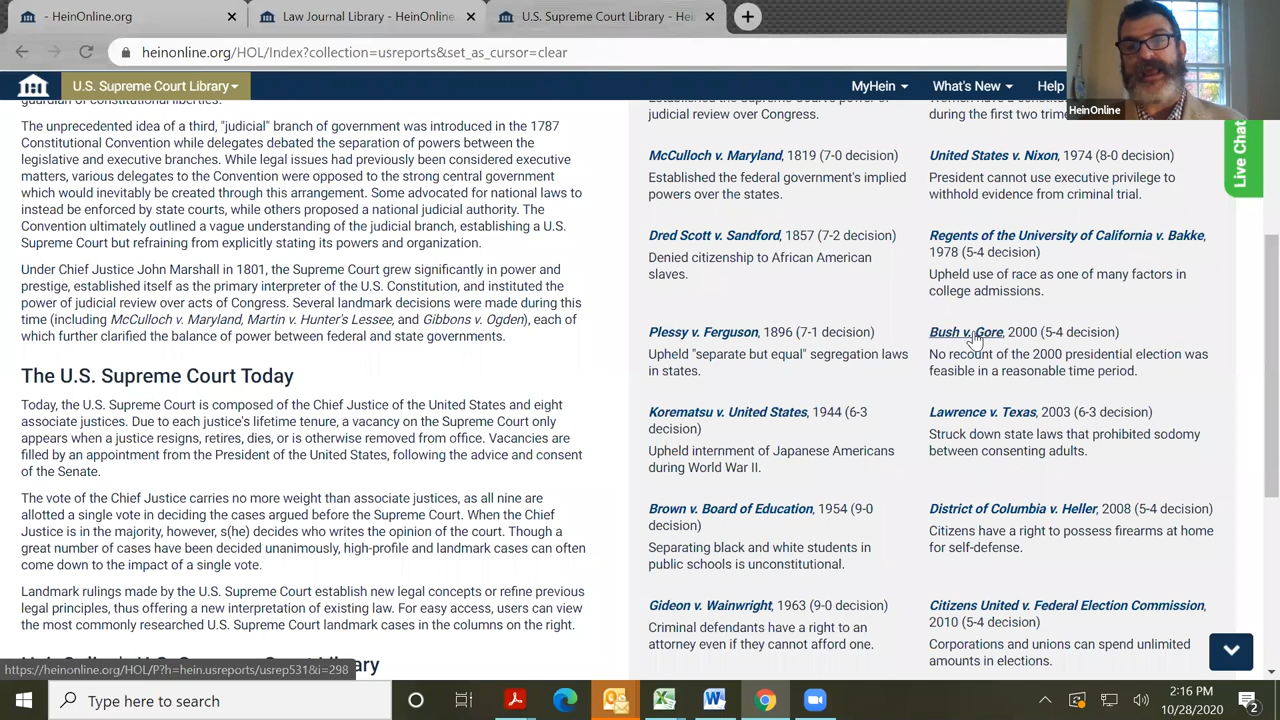 - HeinOnline.org
Law Journal Library - HeinOnline
U.S. Supreme Court Library - Hei
heinonline.org/HOL/Index?collection=usreports&set_as_cursor=clear
U.S. Supreme Court Library
MyHein
What's New
Help
HeinOnline
Live Chat
guardian of constitutional liberties.
The unprecedented idea of a third, "judicial" branch of government was introduced in the 1787
Constitutional Convention while delegates debated the separation of powers between the
legislative and executive branches. While legal issues had previously been considered executive
matters, various delegates to the Convention were opposed to the strong central government
which would inevitably be created through this arrangement. Some advocated for national laws to
instead be enforced by state courts, while others proposed a national judicial authority. The
Convention ultimately outlined a vague understanding of the judicial branch, establishing a U.S.
Supreme Court but refraining from explicitly stating its powers and organization.
Under Chief Justice John Marshall in 1801, the Supreme Court grew significantly in power and
prestige, established itself as the primary interpreter of the U.S. Constitution, and instituted the
power of judicial review over acts of Congress. Several landmark decisions were made during this
time (including McCulloch v. Maryland, Martin v. Hunter's Lessee, and Gibbons v. Ogden), each of
which further clarified the balance of power between federal and state governments.
The U.S. Supreme Court Today
Today, the U.S. Supreme Court is composed of the Chief Justice of the United States and eight
associate justices. Due to each justice's lifetime tenure, a vacancy on the Supreme Court only
appears when a justice resigns, retires, dies, or is otherwise removed from office. Vacancies are
filled by an appointment from the President of the United States, following the advice and consent
of the Senate.
The vote of the Chief Justice carries no more weight than associate justices, as all nine are
allotted a single vote in deciding the cases argued before the Supreme Court. When the Chief
Justice is in the majority, however, s(he) decides who writes the opinion of the court. Though a
great number of cases have been decided unanimously, high-profile and landmark cases can often
come down to the impact of a single vote.
Landmark rulings made by the U.S. Supreme Court establish new legal concepts or refine previous
legal principles, thus offering a new interpretation of existing law. For easy access, users can view
the most commonly researched U.S. Supreme Court landmark cases in the columns on the right.
Library
https://heinonline.org/HOL/P?h=hein.usreports/usrep531&i=298
Established the Supreme Court's power of
judicial review over Congress.
McCulloch v. Maryland, 1819 (7-0 decision)
Established the federal government's implied
powers over the states.
Dred Scott v. Sandford, 1857 (7-2 decision)
Denied citizenship to African American
slaves.
Plessy v. Ferguson, 1896 (7-1 decision)
Upheld "separate but equal" segregation laws
in states.
Korematsu v. United States, 1944 (6-3
decision)
Upheld internment of Japanese Americans
during World War II.
Brown v. Board of Education, 1954 (9-0
decision)
Separating black and white students in
public schools is unconstitutional.
Gideon v. Wainwright, 1963 (9-0 decision)
Criminal defendants have a right to an
attorney even if they cannot afford one.
Women have a
during the first two
United States v. Nixon, 1974 (8-0 decision)
President cannot use executive privilege to
withhold evidence from criminal trial.
Regents of the University of California v. Bakke,
1978 (5-4 decision)
Upheld use of race as one of many factors in
college admissions.
Bush v. Gore, 2000 (5-4 decision)
No recount of the 2000 presidential election was
feasible in a reasonable time period.
Lawrence v. Texas, 2003 (6-3 decision)
Struck down state laws that prohibited sodomy
between consenting adults.
District of Columbia v. Heller, 2008 (5-4 decision)
Citizens have a right to possess firearms at home
for self-defense.
Citizens United v. Federal Election Commission,
2010 (5-4 decision)
Corporations and unions can spend unlimited
amounts in elections.
Type here to search
2:16 PM
10/28/2020
2